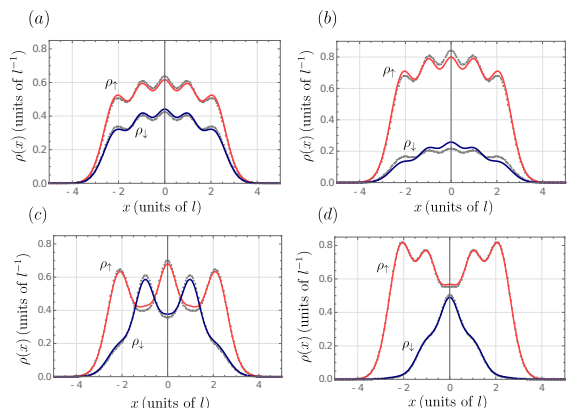 (a)
ρ(x) (units of l⁻¹)
0.8
0.6
0.4
0.2
0.0
ρ↑
ρ↓
-4 -2 0 2 4
x (units of l)
(b)
ρ(x) (units of l⁻¹)
0.8
0.6
0.4
0.2
0.0
ρ↑
ρ↓
-4 -2 0 2 4
x (units of l)
(c)
ρ(x) (units of l⁻¹)
0.8
0.6
0.4
0.2
0.0
ρ↑
ρ↓
-4 -2 0 2 4
x (units of l)
(d)
ρ(x) (units of l⁻¹)
0.8
0.6
0.4
0.2
0.0
ρ↑
ρ↓
-4 -2 0 2 4
x (units of l)